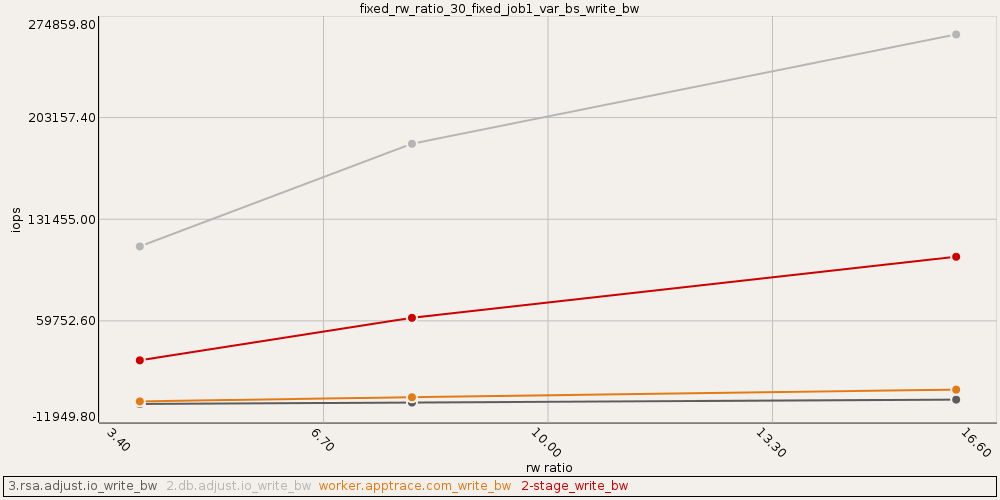 fixed_rw_ratio_30_fixed_job1_var_bs_write_bw
274859.80
203157.40
131455.00
59752.60
-11949.80
iops
3.40 6.70 10.00 13.30 16.60
rw ratio
3.rsa.adjust.io_write_bw 2.db.adjust.io_write_bw worker.apptrace.com_write_bw 2-stage_write_bw